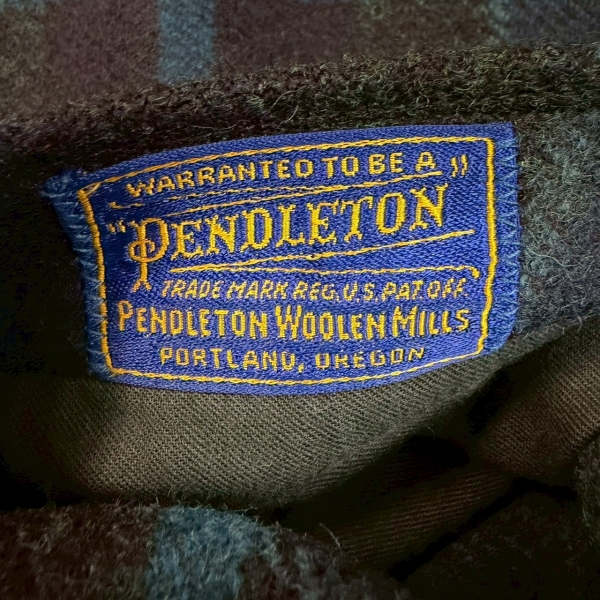 WARRANTED TO BE A "
"PENDLETON
TRADE MARK REG. U.S. PAT. OFF.
PENDLETON WOOLEN MILLS
PORTLAND, OREGON